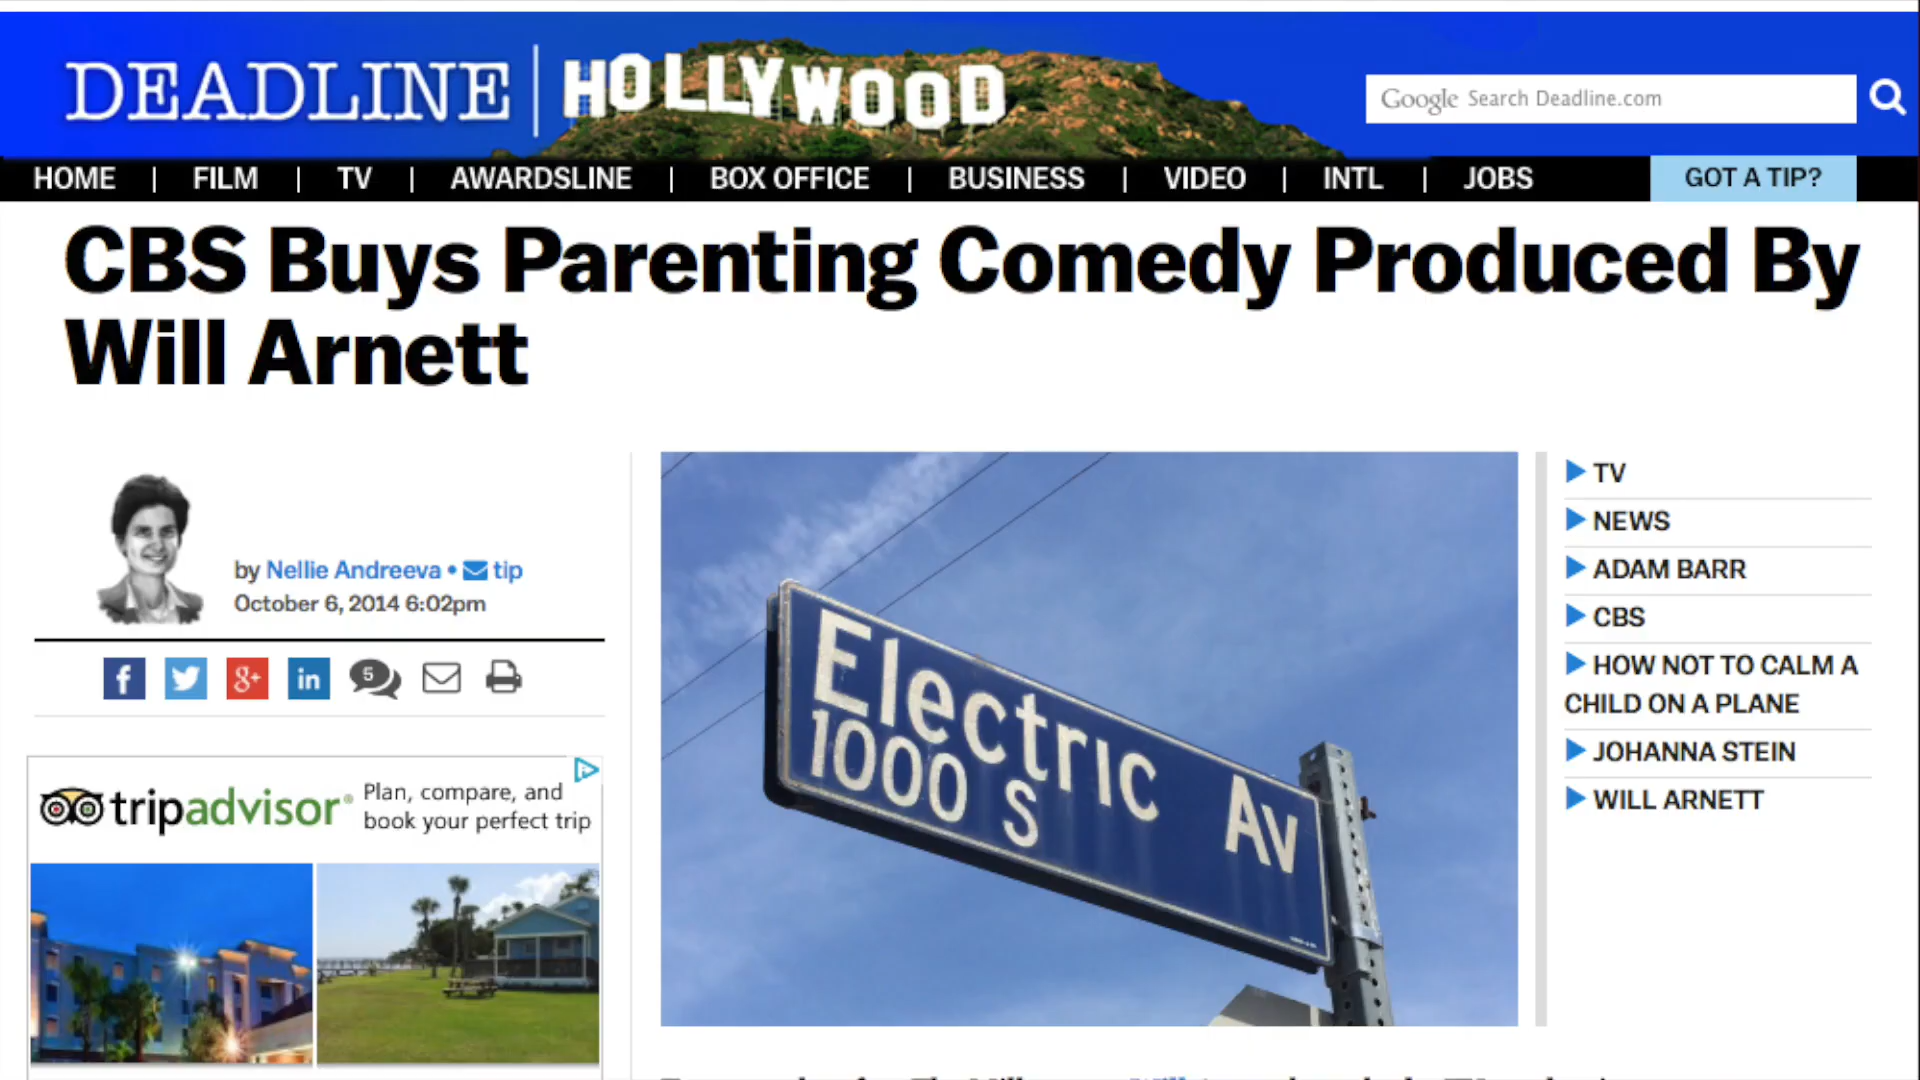 DEADLINE HOLLYWOOD
Google Search Deadline.com
HOME | FILM | TV | AWARDSLINE | BOX OFFICE | BUSINESS | VIDEO | INTL | JOBS
GOT A TIP?
CBS Buys Parenting Comedy Produced By
Will Arnett
by Nellie Andreeva • tip
October 6, 2014 6:02pm
f
8+
in
5
tripadvisor®
Plan, compare, and
book your perfect trip
Electric Av
1000 S
TV
NEWS
ADAM BARR
CBS
HOW NOT TO CALM A
CHILD ON A PLANE
JOHANNA STEIN
WILL ARNETT